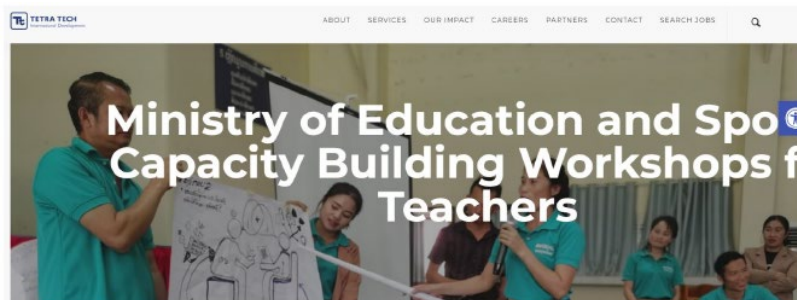 TETRA TECH
International Development
ABOUT SERVICES OUR IMPACT CAREERS PARTNERS CONTACT SEARCH JOBS
Ministry of Education and Spo
Capacity Building Workshops f
Teachers